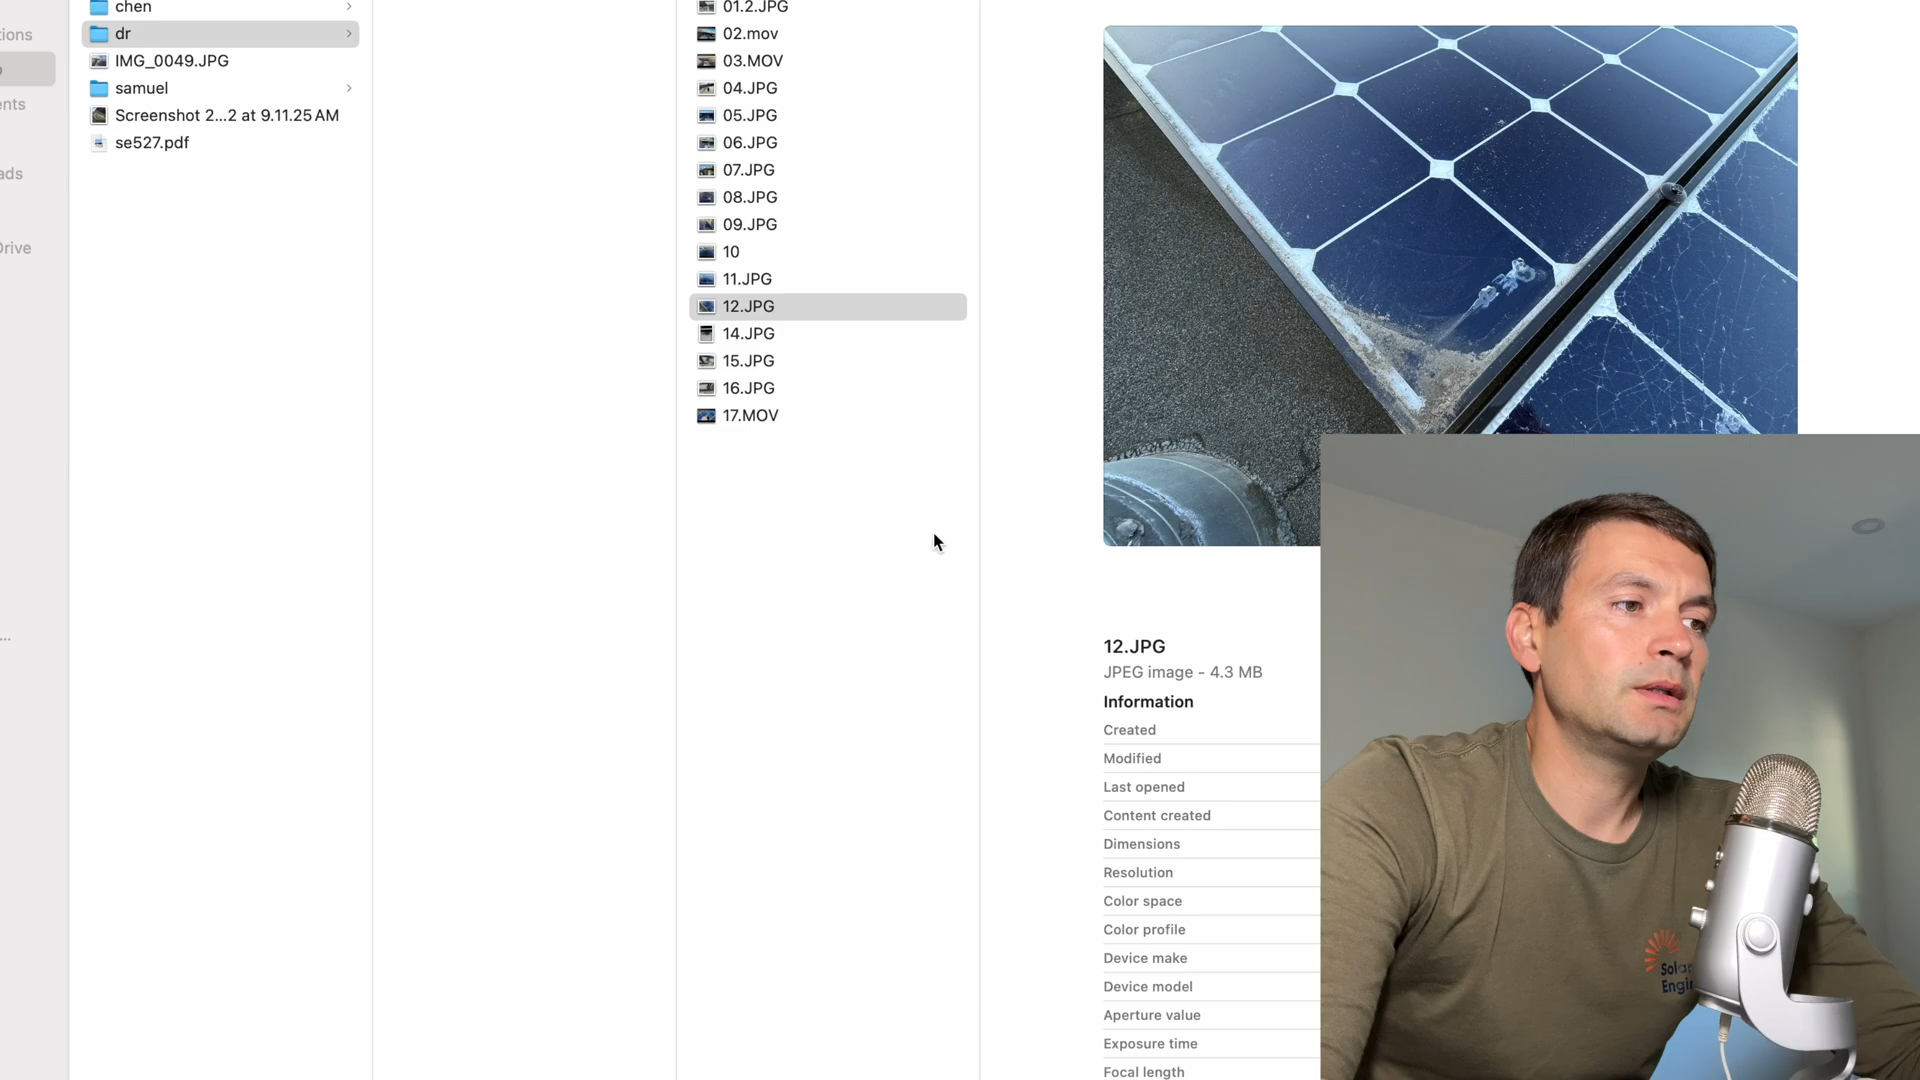 tions
ents
ads
Drive
...
chen
dr
IMG_0049.JPG
samuel
Screenshot 2...2 at 9.11.25 AM
se527.pdf
01.2.JPG
02.mov
03.MOV
04.JPG
05.JPG
06.JPG
07.JPG
08.JPG
09.JPG
10
11.JPG
12.JPG
14.JPG
15.JPG
16.JPG
17.MOV
12.JPG
JPEG image - 4.3 MB
Information
Created
Modified
Last opened
Content created
Dimensions
Resolution
Color space
Color profile
Device make
Device model
Aperture value
Exposure time
Focal length